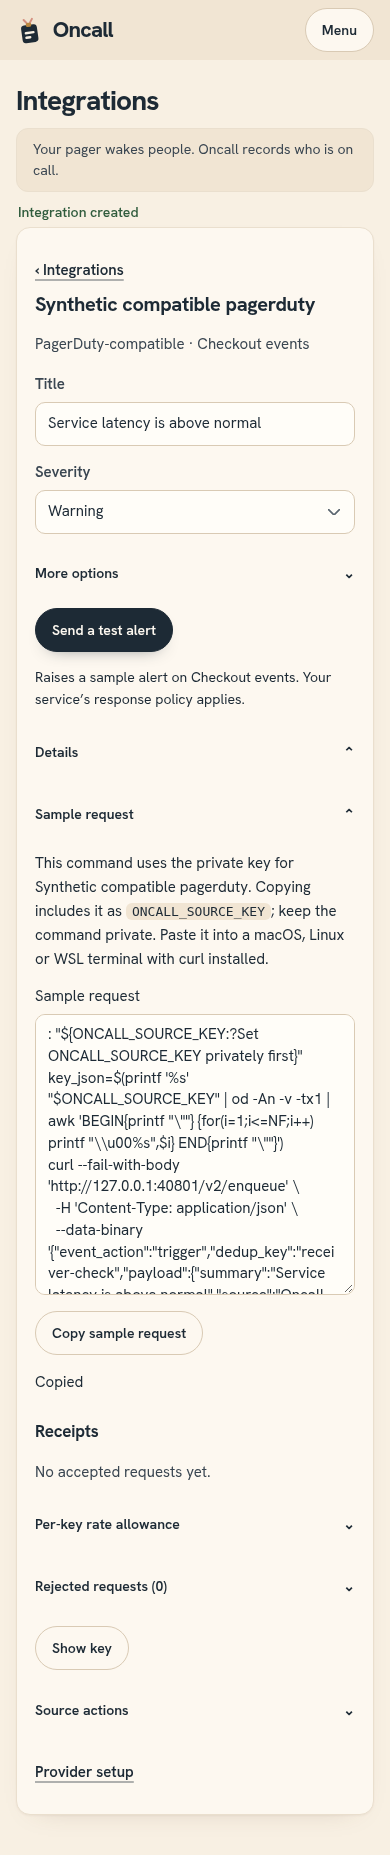 Oncall
Menu
Integrations
Your pager wakes people. Oncall records who is on
call.
Integration created
‹ Integrations
Synthetic compatible pagerduty
PagerDuty-compatible · Checkout events
Title
Service latency is above normal
Severity
Warning
More options
Send a test alert
Raises a sample alert on Checkout events. Your
service’s response policy applies.
Details
Sample request
This command uses the private key for
Synthetic compatible pagerduty. Copying
includes it as ONCALL_SOURCE_KEY; keep the
command private. Paste it into a macOS, Linux
or WSL terminal with curl installed.
Sample request
: "${ONCALL_SOURCE_KEY:?Set
ONCALL_SOURCE_KEY privately first}"
key_json=$(printf '%s'
"$ONCALL_SOURCE_KEY" | od -An -v -tx1 |
awk 'BEGIN{printf "\""} {for(i=1;i<=NF;i++)
printf "\\u00%s",$i} END{printf "\""}')
curl --fail-with-body
'http://127.0.0.1:40801/v2/enqueue' \
-H 'Content-Type: application/json' \
--data-binary
'{"event_action":"trigger","dedup_key":"recei
ver-check","payload":{"summary":"Service
latency is above normal","source":"Oncall
Copy sample request
Copied
Receipts
No accepted requests yet.
Per-key rate allowance
Rejected requests (0)
Show key
Source actions
Provider setup